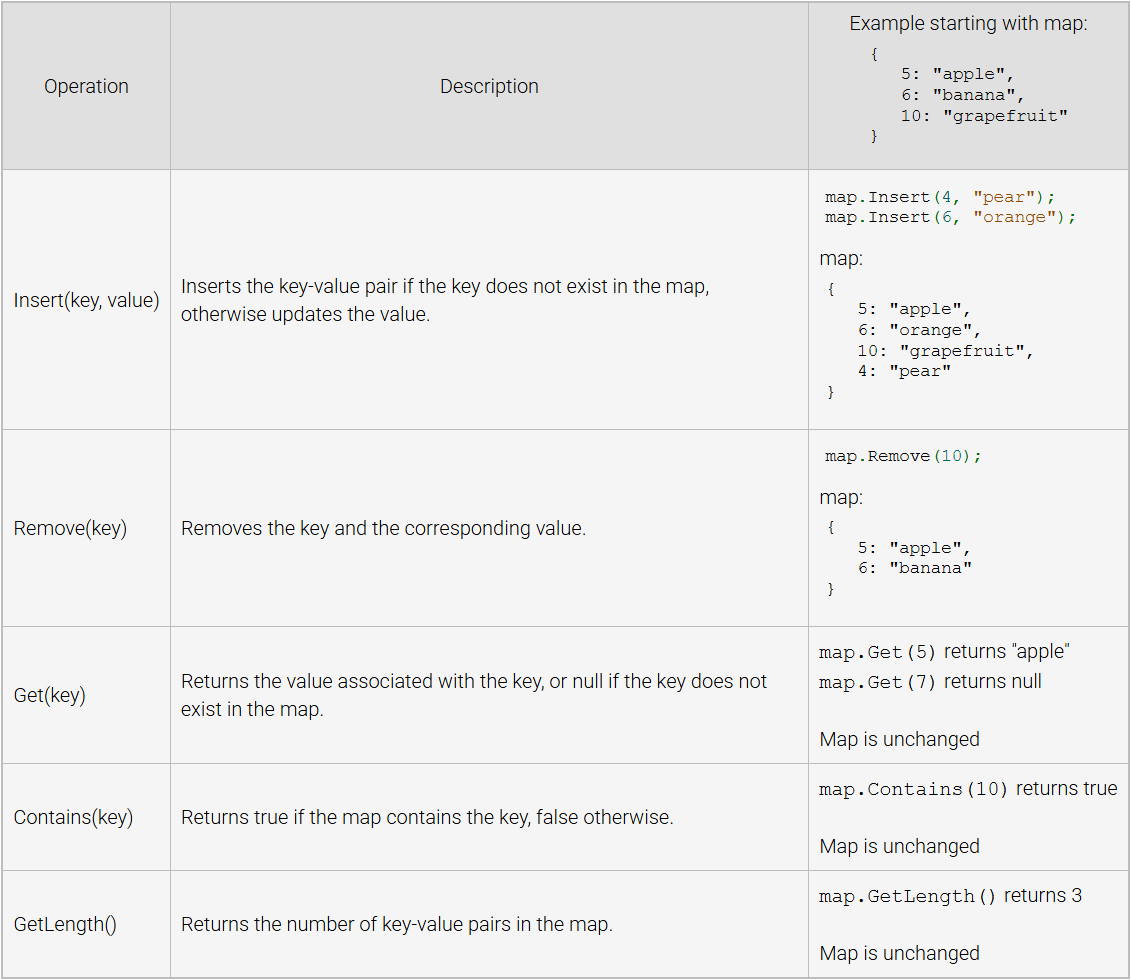 Operation
Description
Example starting with map:
{
5: "apple",
6: "banana",
10: "grapefruit"
}
Insert(key, value)
Inserts the key-value pair if the key does not exist in the map,
otherwise updates the value.
map.Insert(4, "pear");
map.Insert(6, "orange");
map:
{
5: "apple",
6: "orange",
10: "grapefruit",
4: "pear"
}
Remove(key)
Removes the key and the corresponding value.
map.Remove(10);
map:
{
5: "apple",
6: "banana"
}
Get(key)
Returns the value associated with the key, or null if the key does not
exist in the map.
map.Get(5) returns "apple"
map.Get(7) returns null
Map is unchanged
Contains(key)
Returns true if the map contains the key, false otherwise.
map.Contains(10) returns true
Map is unchanged
GetLength()
Returns the number of key-value pairs in the map.
map.GetLength() returns 3
Map is unchanged